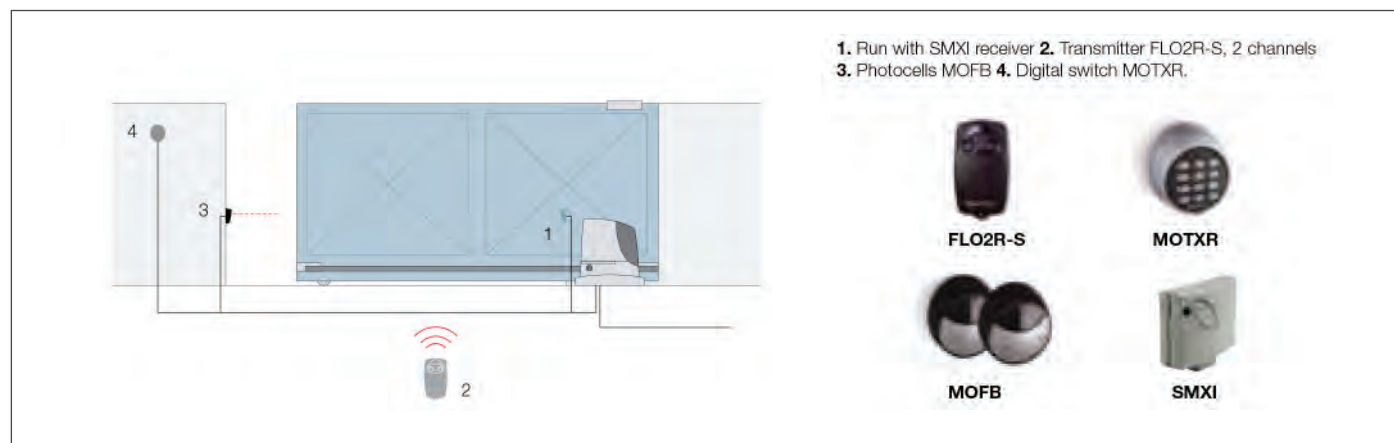 1. Run with SMXI receiver 2. Transmitter FLO2R-S, 2 channels
3. Photocells MOFB 4. Digital switch MOTXR.
4
3
1
2
FLO2R-S
MOTXR
MOFB
SMXI